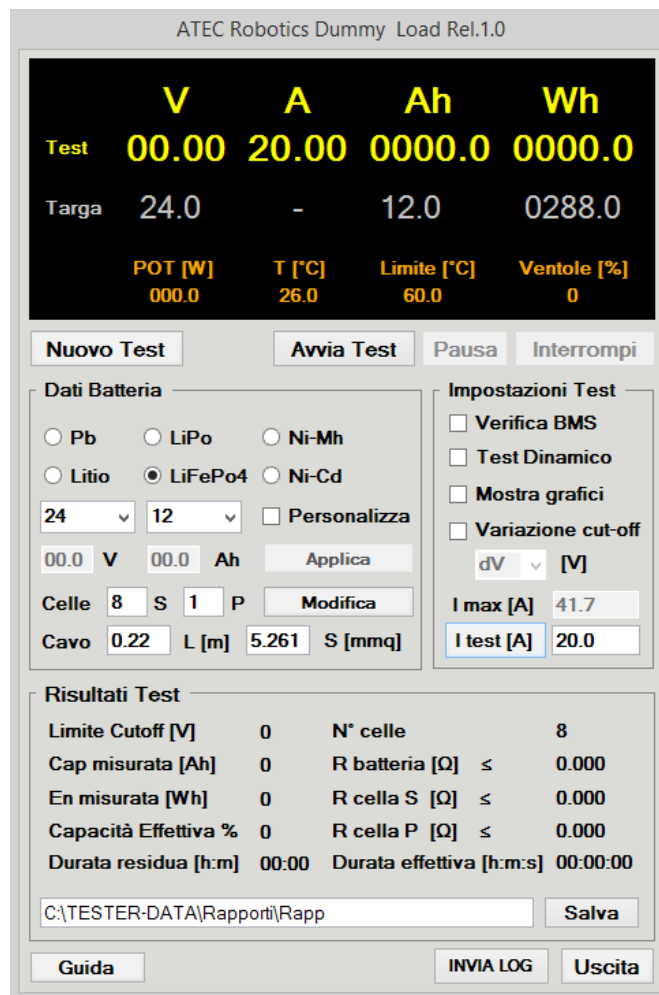 ATEC Robotics Dummy Load Rel.1.0
V A Ah Wh
Test 00.00 20.00 0000.0 0000.0
Targa 24.0 - 12.0 0288.0
POT [W] T [°C] Limite [°C] Ventole [%]
000.0 26.0 60.0 0
Nuovo Test Avvia Test Pausa Interrompi
Dati Batteria
Pb LiPo Ni-Mh
Litio LiFePo4 Ni-Cd
24 12 Personalizza
00.0 V 00.0 Ah Applica
Celle 8 S 1 P Modifica
Cavo 0.22 L [m] 5.261 S [mmq]
Impostazioni Test
Verifica BMS
Test Dinamico
Mostra grafici
Variazione cut-off
dV [V]
I max [A] 41.7
I test [A] 20.0
Risultati Test
Limite Cutoff [V] 0 N° celle 8
Cap misurata [Ah] 0 R batteria [Ω] ≤ 0.000
En misurata [Wh] 0 R cella S [Ω] ≤ 0.000
Capacità Effettiva % 0 R cella P [Ω] ≤ 0.000
Durata residua [h:m] 00:00 Durata effettiva [h:m:s] 00:00:00
C:\TESTER-DATA\Rapporti\Rapp Salva
Guida INVIA LOG Uscita